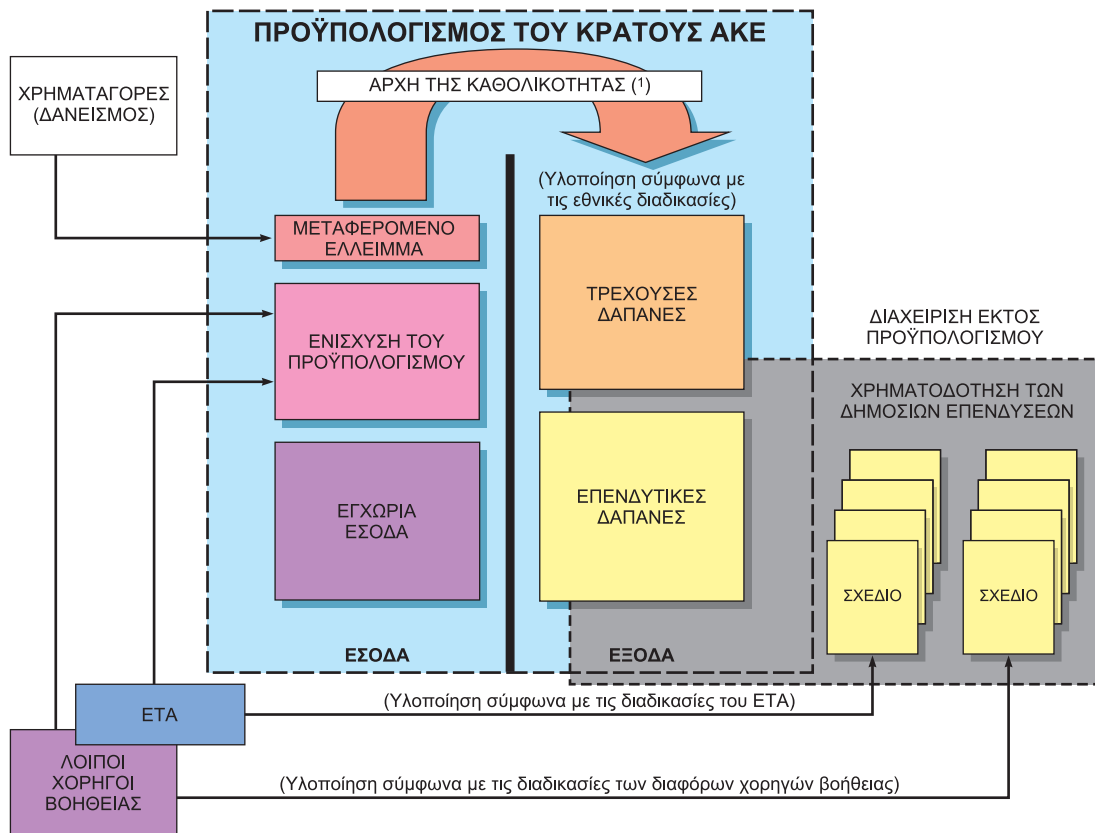 ΠΡΟΫΠΟΛΟΓΙΣΜΟΣ ΤΟΥ ΚΡΑΤΟΥΣ ΑΚΕ
ΑΡΧΗ ΤΗΣ ΚΑΘΟΛΙΚΟΤΗΤΑΣ (1)
ΧΡΗΜΑΤΑΓΟΡΕΣ
(ΔΑΝΕΙΣΜΟΣ)
(Υλοποίηση σύμφωνα με
τις εθνικές διαδικασίες)
ΜΕΤΑΦΕΡΟΜΕΝΟ
ΕΛΛΕΙΜΜΑ
ΤΡΕΧΟΥΣΕΣ
ΔΑΠΑΝΕΣ
ΕΝΙΣΧΥΣΗ ΤΟΥ
ΠΡΟΫΠΟΛΟΓΙΣΜΟΥ
ΔΙΑΧΕΙΡΙΣΗ ΕΚΤΟΣ
ΠΡΟΫΠΟΛΟΓΙΣΜΟΥ
ΧΡΗΜΑΤΟΔΟΤΗΣΗ ΤΩΝ
ΔΗΜΟΣΙΩΝ ΕΠΕΝΔΥΣΕΩΝ
ΕΓΧΩΡΙΑ
ΕΣΟΔΑ
ΕΠΕΝΔΥΤΙΚΕΣ
ΔΑΠΑΝΕΣ
ΣΧΕΔΙΟ
ΣΧΕΔΙΟ
ΕΣΟΔΑ
ΕΞΟΔΑ
ΕΤΑ
(Υλοποίηση σύμφωνα με τις διαδικασίες του ΕΤΑ)
ΛΟΙΠΟΙ
ΧΟΡΗΓΟΙ
ΒΟΗΘΕΙΑΣ
(Υλοποίηση σύμφωνα με τις διαδικασίες των διαφόρων χορηγών βοήθειας)